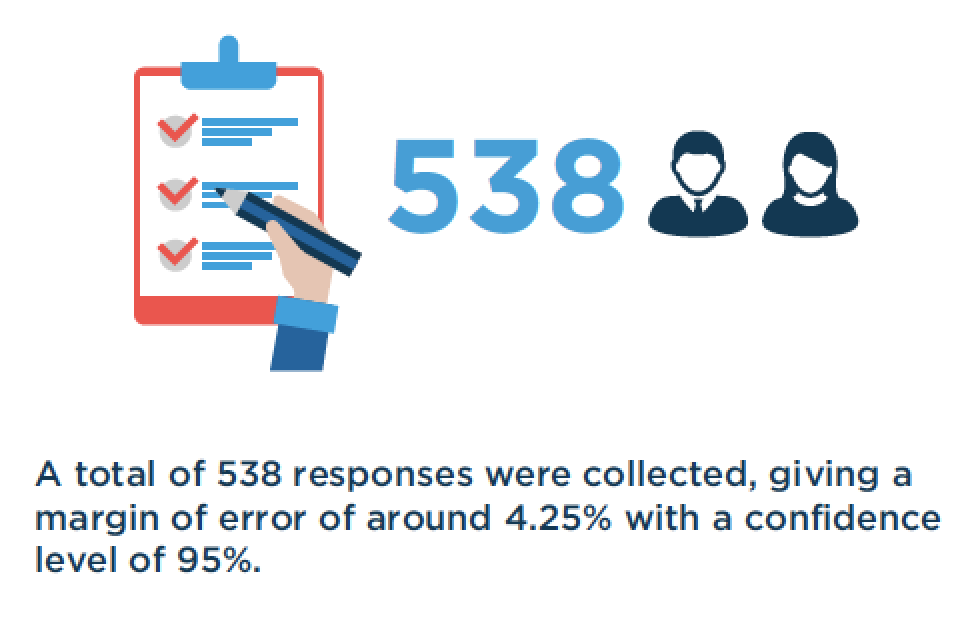 538
A total of 538 responses were collected, giving a
margin of error of around 4.25% with a confidence
level of 95%.